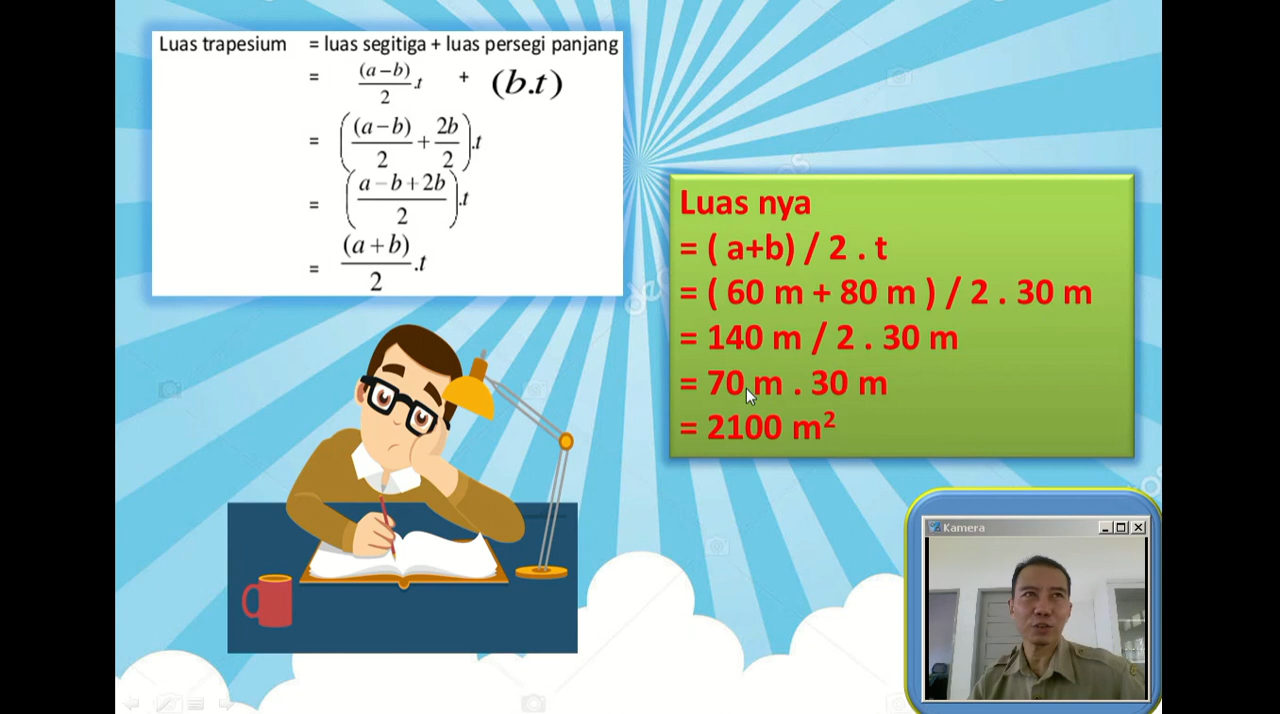 Luas trapesium = luas segitiga + luas persegi panjang
= (a-b)/2 .t + (b.t)
= ((a-b)/2 + 2b/2).t
= (a-b+2b/2).t
= (a+b)/2 .t
Luas nya
= ( a+b) / 2 . t
= ( 60 m + 80 m ) / 2 . 30 m
= 140 m / 2 . 30 m
= 70 m . 30 m
= 2100 m²
Kamera